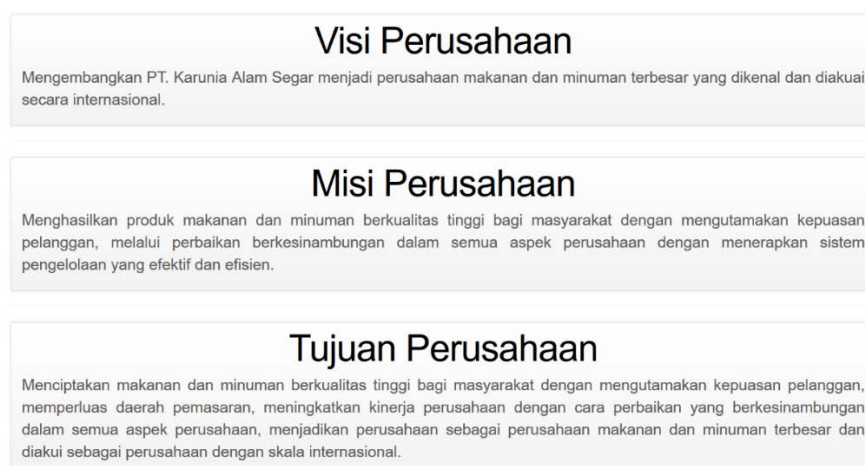 Visi Perusahaan
Mengembangkan PT. Karunia Alam Segar menjadi perusahaan makanan dan minuman terbesar yang dikenal dan diakuai
secara internasional.
Misi Perusahaan
Menghasilkan produk makanan dan minuman berkualitas tinggi bagi masyarakat dengan mengutamakan kepuasan
pelanggan, melalui perbaikan berkesinambungan dalam semua aspek perusahaan dengan menerapkan sistem
pengelolaan yang efektif dan efisien.
Tujuan Perusahaan
Menciptakan makanan dan minuman berkualitas tinggi bagi masyarakat dengan mengutamakan kepuasan pelanggan,
memperluas daerah pemasaran, meningkatkan kinerja perusahaan dengan cara perbaikan yang berkesinambungan
dalam semua aspek perusahaan, menjadikan perusahaan sebagai perusahaan makanan dan minuman terbesar dan
diakui sebagai perusahaan dengan skala internasional.